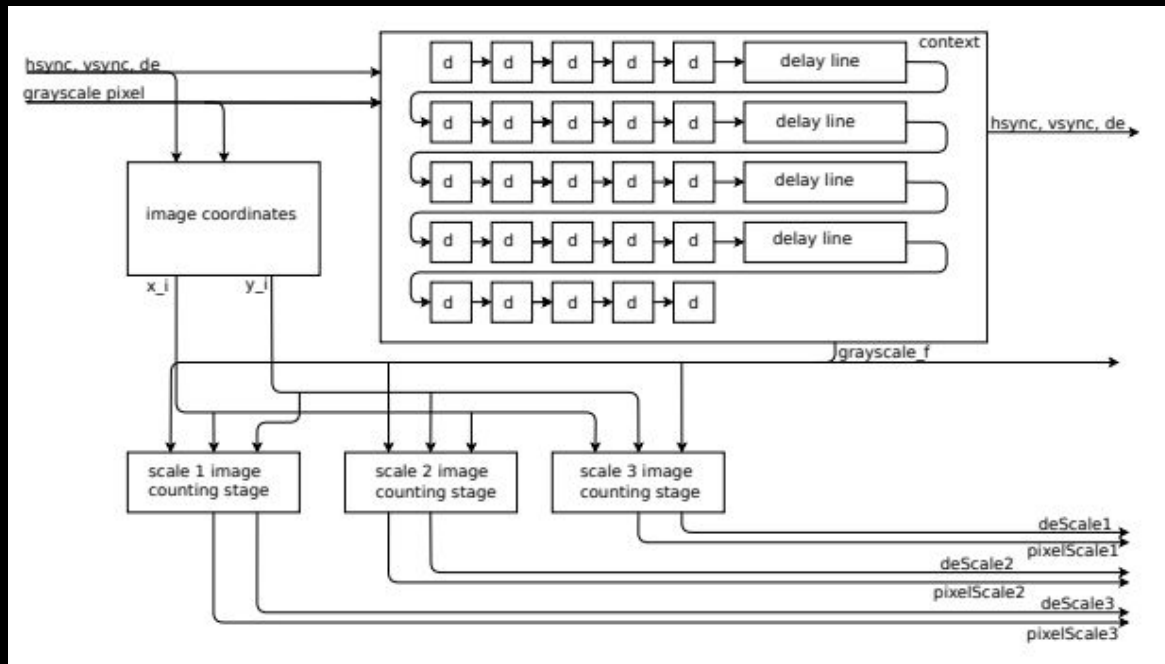 context
d d d d d delay line
hsync, vsync, de
grayscale pixel
d d d d d delay line
hsync, vsync, de
d d d d d delay line
image coordinates
d d d d d delay line
x_i y_i
d d d d d
grayscale_f
scale 1 image
counting stage
scale 2 image
counting stage
scale 3 image
counting stage
deScale1
pixelScale1
deScale2
pixelScale2
deScale3
pixelScale3